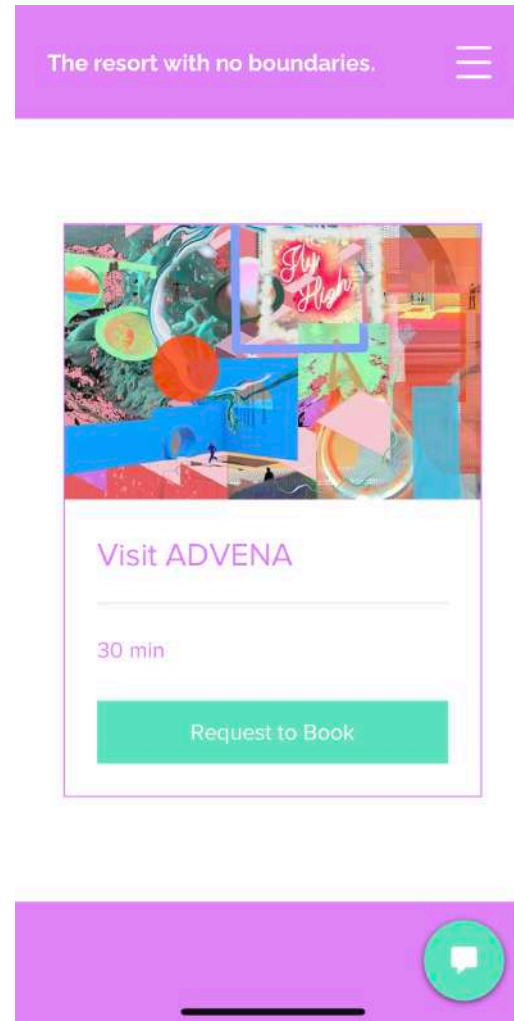 The resort with no boundaries.
Fly
High
Visit ADVENA
30 min
Request to Book